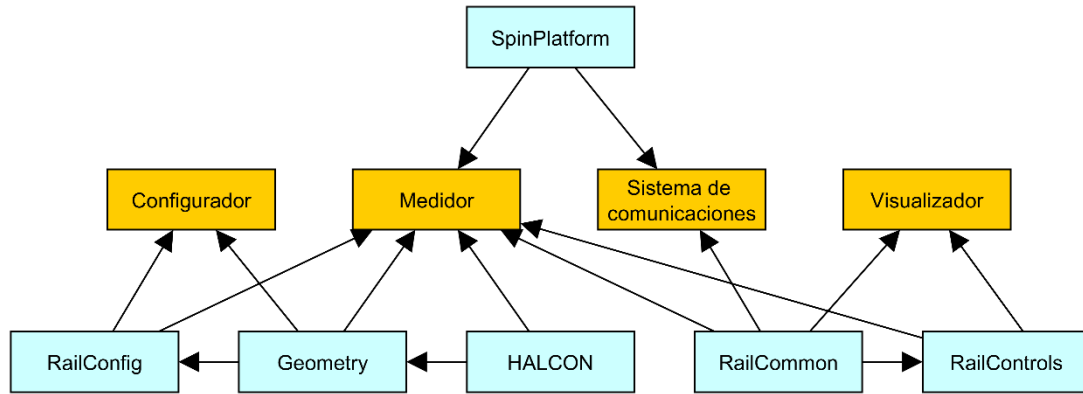 SpinPlatform
Configurador
Medidor
Sistema de
comunicaciones
Visualizador
RailConfig
Geometry
HALCON
RailCommon
RailControls